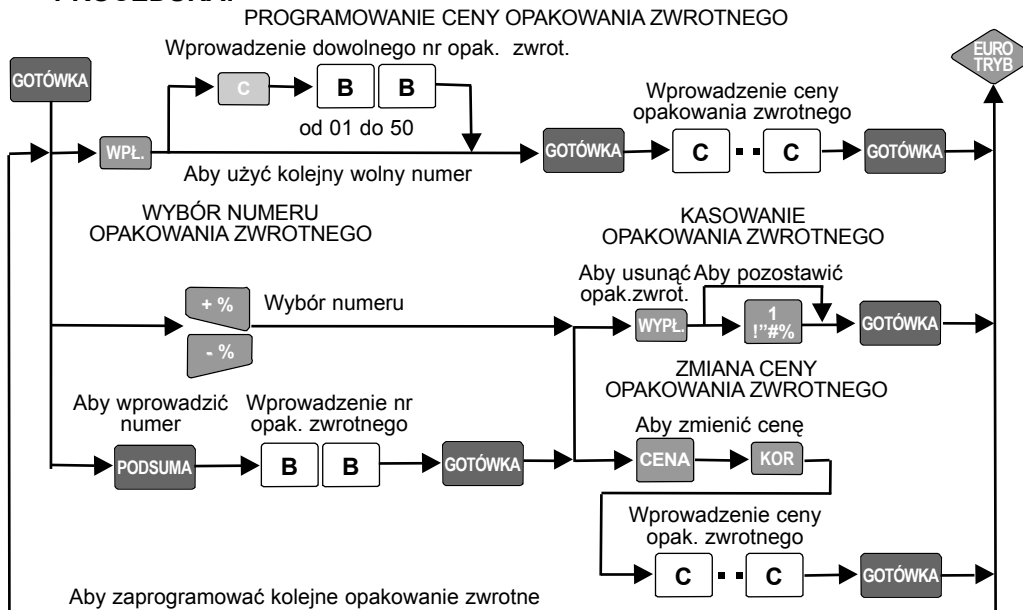 PROCEDURA:
PROGRAMOWANIE CENY OPAKOWANIA ZWROTNEGO
Wprowadzenie dowolnego nr opak. zwrot.
EURO
TRYB
GOTÓWKA
C
B B
od 01 do 50
Wprowadzenie ceny
opakowania zwrotnego
WPŁ.
GOTÓWKA
C ▪ ▪ C
GOTÓWKA
Aby użyć kolejny wolny numer
WYBÓR NUMERU
OPAKOWANIA ZWROTNEGO
KASOWANIE
OPAKOWANIA ZWROTNEGO
Aby usunąć
opak.zwrot.
Aby pozostawić
+ %
Wybór numeru
- %
WYPŁ.
1
!”#%
GOTÓWKA
ZMIANA CENY
OPAKOWANIA ZWROTNEGO
Aby wprowadzić
numer
Wprowadzenie nr
opak. zwrotnego
Aby zmienić cenę
PODSUMA
B B
GOTÓWKA
CENA
KOR
Wprowadzenie ceny
opak. zwrotnego
C ▪ ▪ C
GOTÓWKA
Aby zaprogramować kolejne opakowanie zwrotne